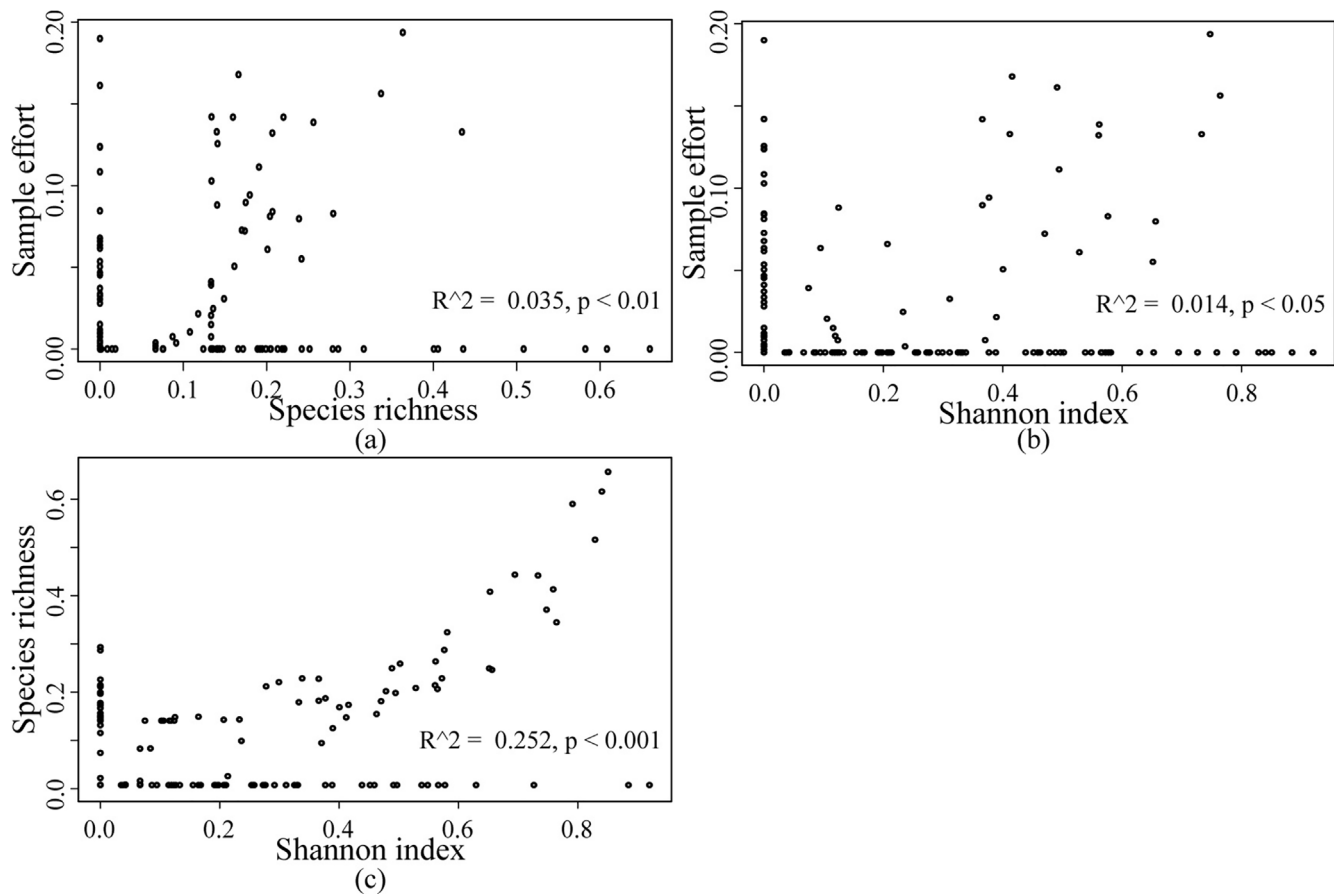 Sample effort
0.00 0.10 0.20
R^2 = 0.035, p < 0.01
0.0 0.1 0.2 0.3 0.4 0.5 0.6
Species richness
(a)
Sample effort
0.00 0.10 0.20
R^2 = 0.014, p < 0.05
0.0 0.2 0.4 0.6 0.8
Shannon index
(b)
Species richness
0.0 0.2 0.4 0.6
R^2 = 0.252, p < 0.001
0.0 0.2 0.4 0.6 0.8
Shannon index
(c)